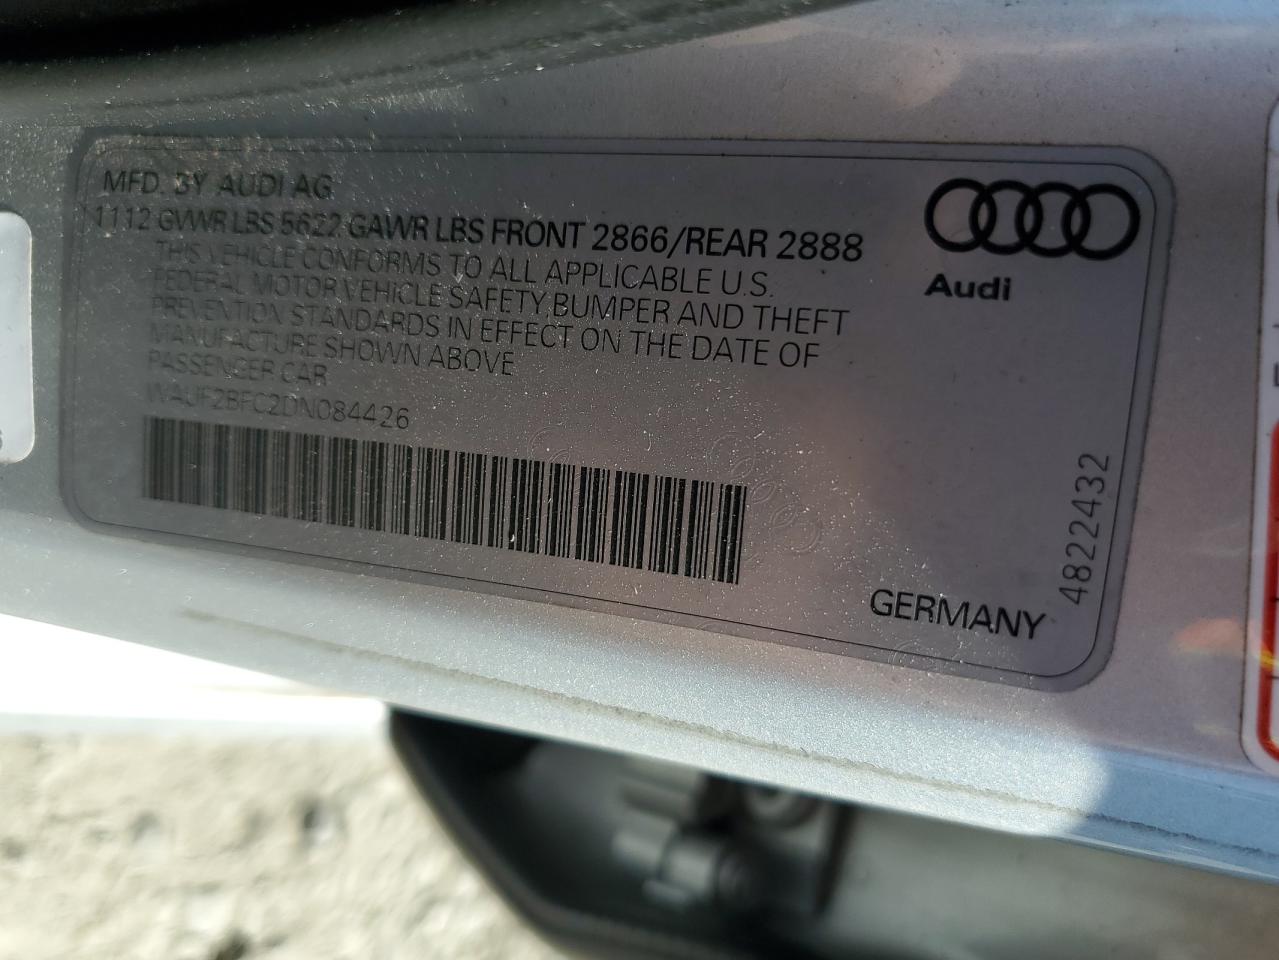 MFD. BY AUDI AG
1112 GVWR LBS 5622 GAWR LBS FRONT 2866/REAR 2888
THIS VEHICLE CONFORMS TO ALL APPLICABLE U.S.
FEDERAL MOTOR VEHICLE SAFETY, BUMPER AND THEFT
PREVENTION STANDARDS IN EFFECT ON THE DATE OF
MANUFACTURE SHOWN ABOVE
PASSENGER CAR
WAUF2BFC2DN084426
Audi
GERMANY
4822432